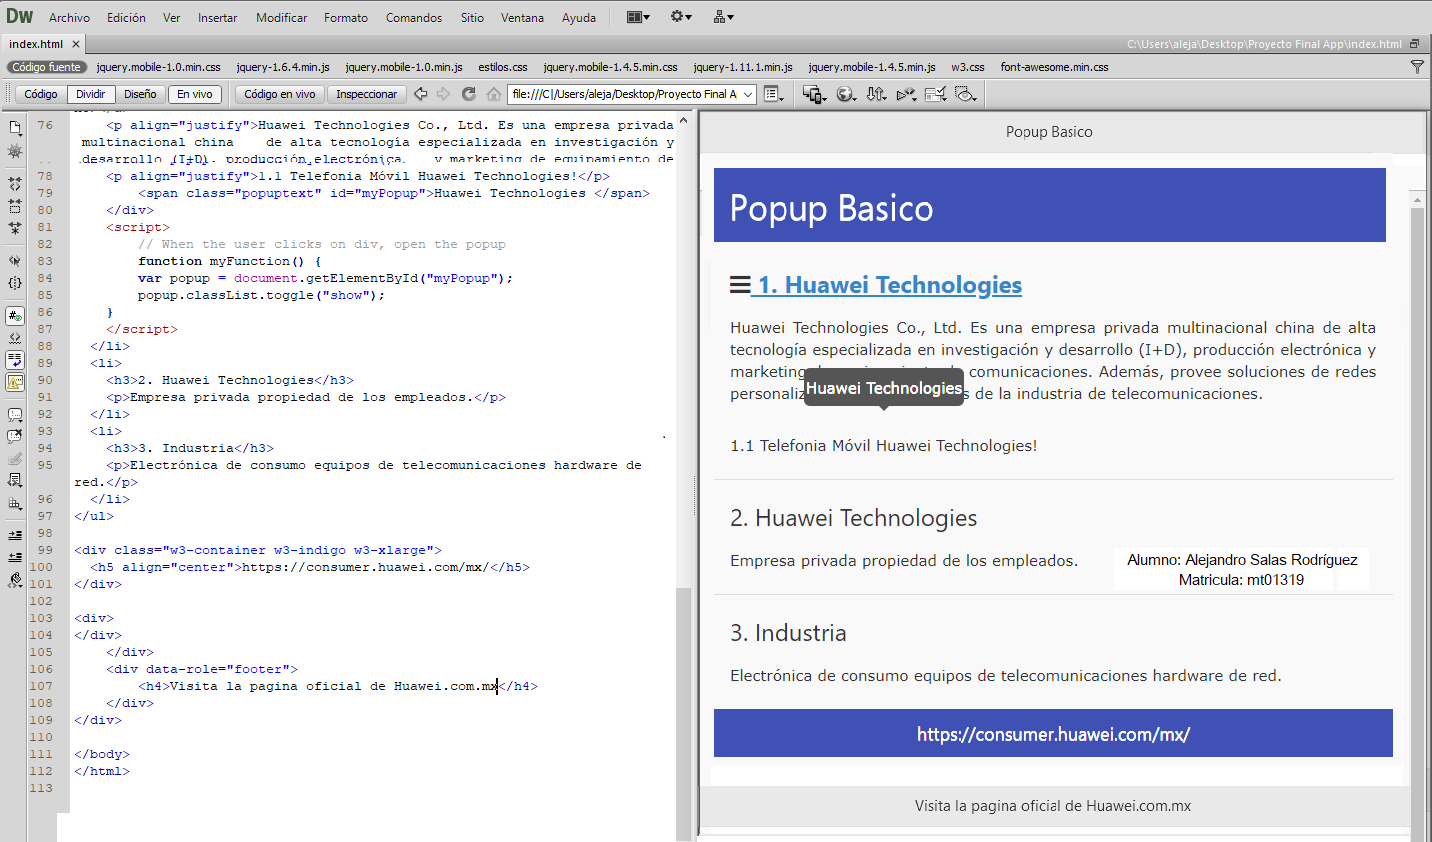 Dw Archivo Edición Ver Insertar Modificar Formato Comandos Sitio Ventana Ayuda
index.html × C:\Users\aleja\Desktop\Proyecto Final App\index.html
Código fuente jquery.mobile-1.0.min.css jquery-1.6.4.min.js jquery.mobile-1.0.min.js estilos.css jquery.mobile-1.4.5.min.css jquery-1.11.1.min.js jquery.mobile-1.4.5.min.js w3.css font-awesome.min.css
Código Dividir Diseño En vivo Código en vivo Inspeccionar file:///C|/Users/aleja/Desktop/Proyecto Final A
76 <p align="justify">Huawei Technologies Co., Ltd. Es una empresa privada
multinacional china de alta tecnología especializada en investigación y
desarrollo (I+D), producción electrónica, y marketing de equipamiento de
78 <p align="justify">1.1 Telefonia Móvil Huawei Technologies!</p>
79 <span class="popuptext" id="myPopup">Huawei Technologies </span>
80 </div>
81 <script>
82 // When the user clicks on div, open the popup
83 function myFunction() {
84 var popup = document.getElementById("myPopup");
85 popup.classList.toggle("show");
86 }
87 </script>
88 </li>
89 <li>
90 <h3>2. Huawei Technologies</h3>
91 <p>Empresa privada propiedad de los empleados.</p>
92 </li>
93 <li>
94 <h3>3. Industria</h3>
95 <p>Electrónica de consumo equipos de telecomunicaciones hardware de
red.</p>
96 </li>
97 </ul>
98
99 <div class="w3-container w3-indigo w3-xlarge">
100 <h5 align="center">https://consumer.huawei.com/mx/</h5>
101 </div>
102
103 <div>
104 </div>
105 </div>
106 <div data-role="footer">
107 <h4>Visita la pagina oficial de Huawei.com.mx</h4>
108 </div>
109 </div>
110
111 </body>
112 </html>
113
Popup Basico
Popup Basico
1. Huawei Technologies
Huawei Technologies Co., Ltd. Es una empresa privada multinacional china de alta
tecnología especializada en investigación y desarrollo (I+D), producción electrónica y
marketing comunicaciones. Además, provee soluciones de redes
Huawei Technologies
de la industria de telecomunicaciones.
1.1 Telefonia Móvil Huawei Technologies!
2. Huawei Technologies
Empresa privada propiedad de los empleados.
Alumno: Alejandro Salas Rodríguez
Matricula: mt01319
3. Industria
Electrónica de consumo equipos de telecomunicaciones hardware de red.
https://consumer.huawei.com/mx/
Visita la pagina oficial de Huawei.com.mx